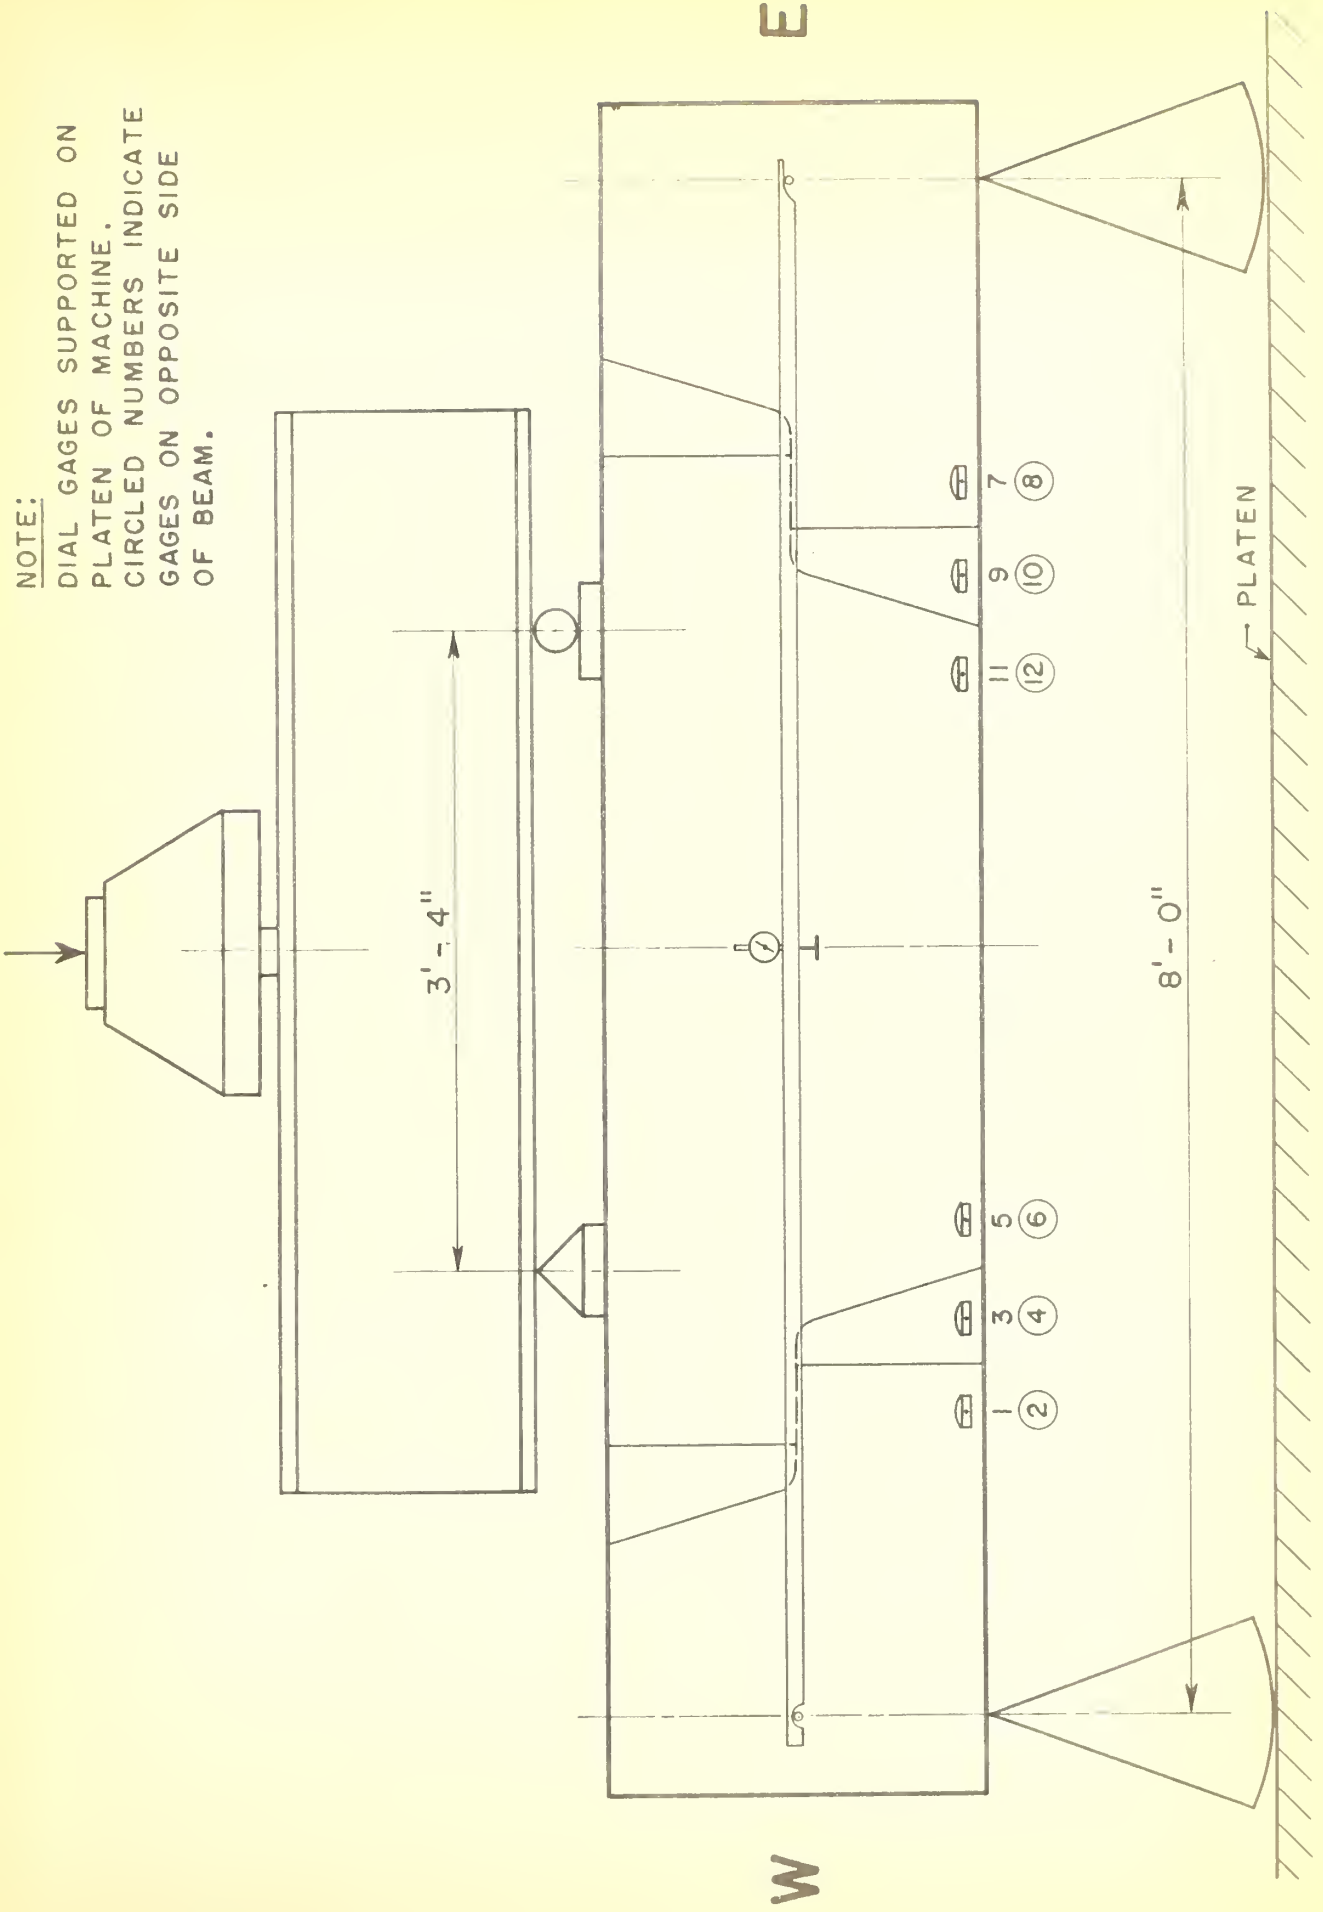 NOTE:
DIAL GAGES SUPPORTED ON
PLATEN OF MACHINE.
CIRCLED NUMBERS INDICATE
GAGES ON OPPOSITE SIDE
OF BEAM.
3'-4"
W
E
1 3 5 11 9 7
2 4 6 12 10 8
8'-0"
PLATEN